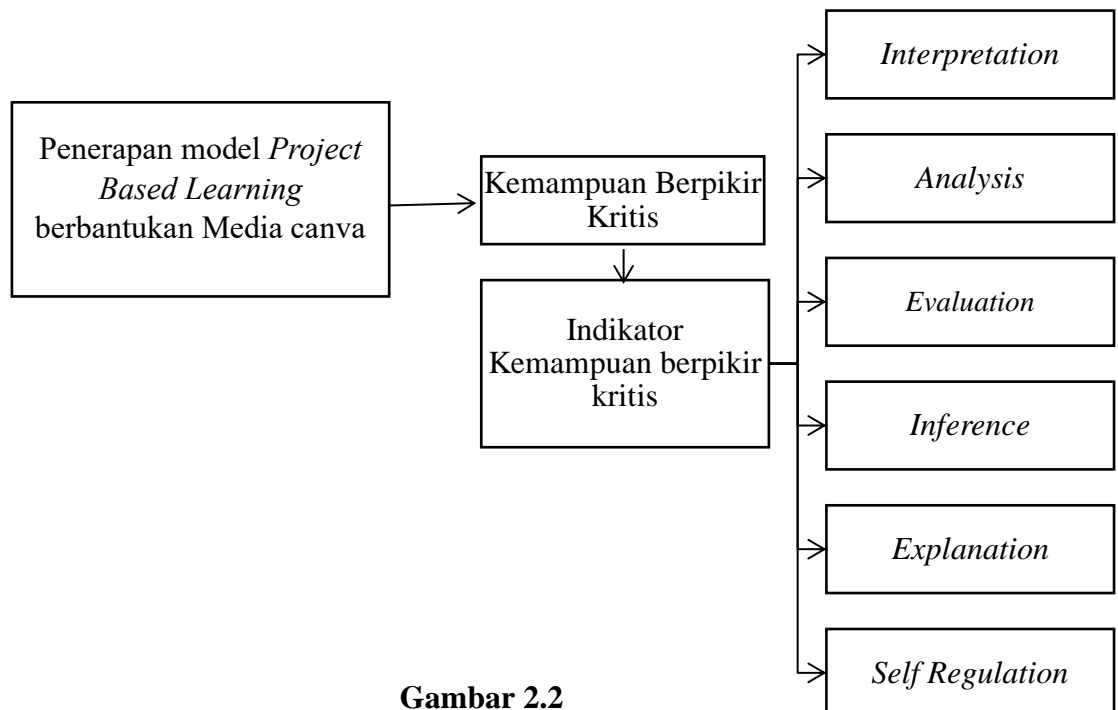 Penerapan model Project
Based Learning
berbantukan Media canva
Kemampuan Berpikir
Kritis
Indikator
Kemampuan berpikir
kritis
Interpretation
Analysis
Evaluation
Inference
Explanation
Self Regulation
Gambar 2.2